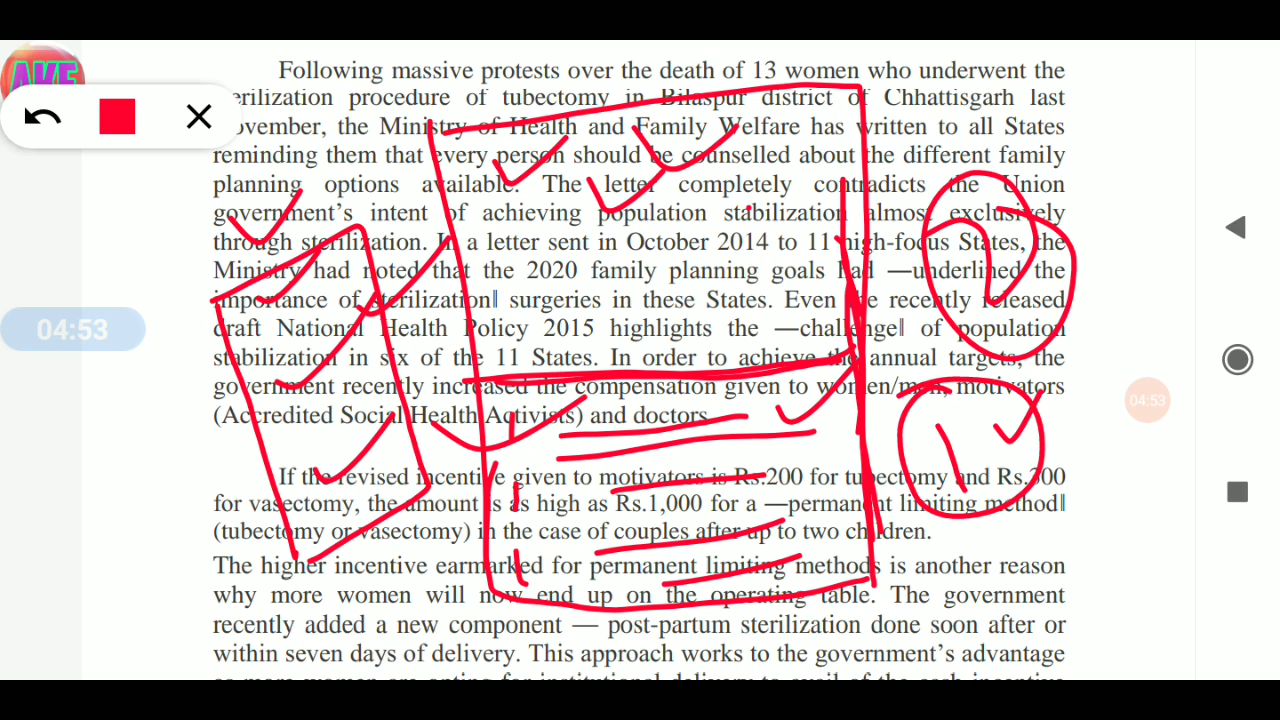 AKE
Following massive protests over the death of 13 women who underwent the
erilization procedure of tubectomy in Bilaspur district of Chhattisgarh last
ovember, the Ministry of Health and Family Welfare has written to all States
reminding them that every person should be counselled about the different family
planning options available. The letter completely contradicts the Union
government's intent of achieving population stabilization almost exclusively
through sterilization. In a letter sent in October 2014 to 11 high-focus States, the
Ministry had noted that the 2020 family planning goals had ―underlined the
importance of sterilization‖ surgeries in these States. Even the recently released
04:53
draft National Health Policy 2015 highlights the ―challenge‖ of population
stabilization in six of the 11 States. In order to achieve the annual targets, the
government recently increased the compensation given to women/men, motivators
04:53
(Accredited Social Health Activists) and doctors.
If the revised incentive given to motivators is Rs.200 for tubectomy and Rs.300
for vasectomy, the amount is as high as Rs.1,000 for a ―permanent limiting method‖
(tubectomy or vasectomy) in the case of couples after up to two children.
The higher incentive earmarked for permanent limiting methods is another reason
why more women will now end up on the operating table. The government
recently added a new component — post-partum sterilization done soon after or
within seven days of delivery. This approach works to the government's advantage